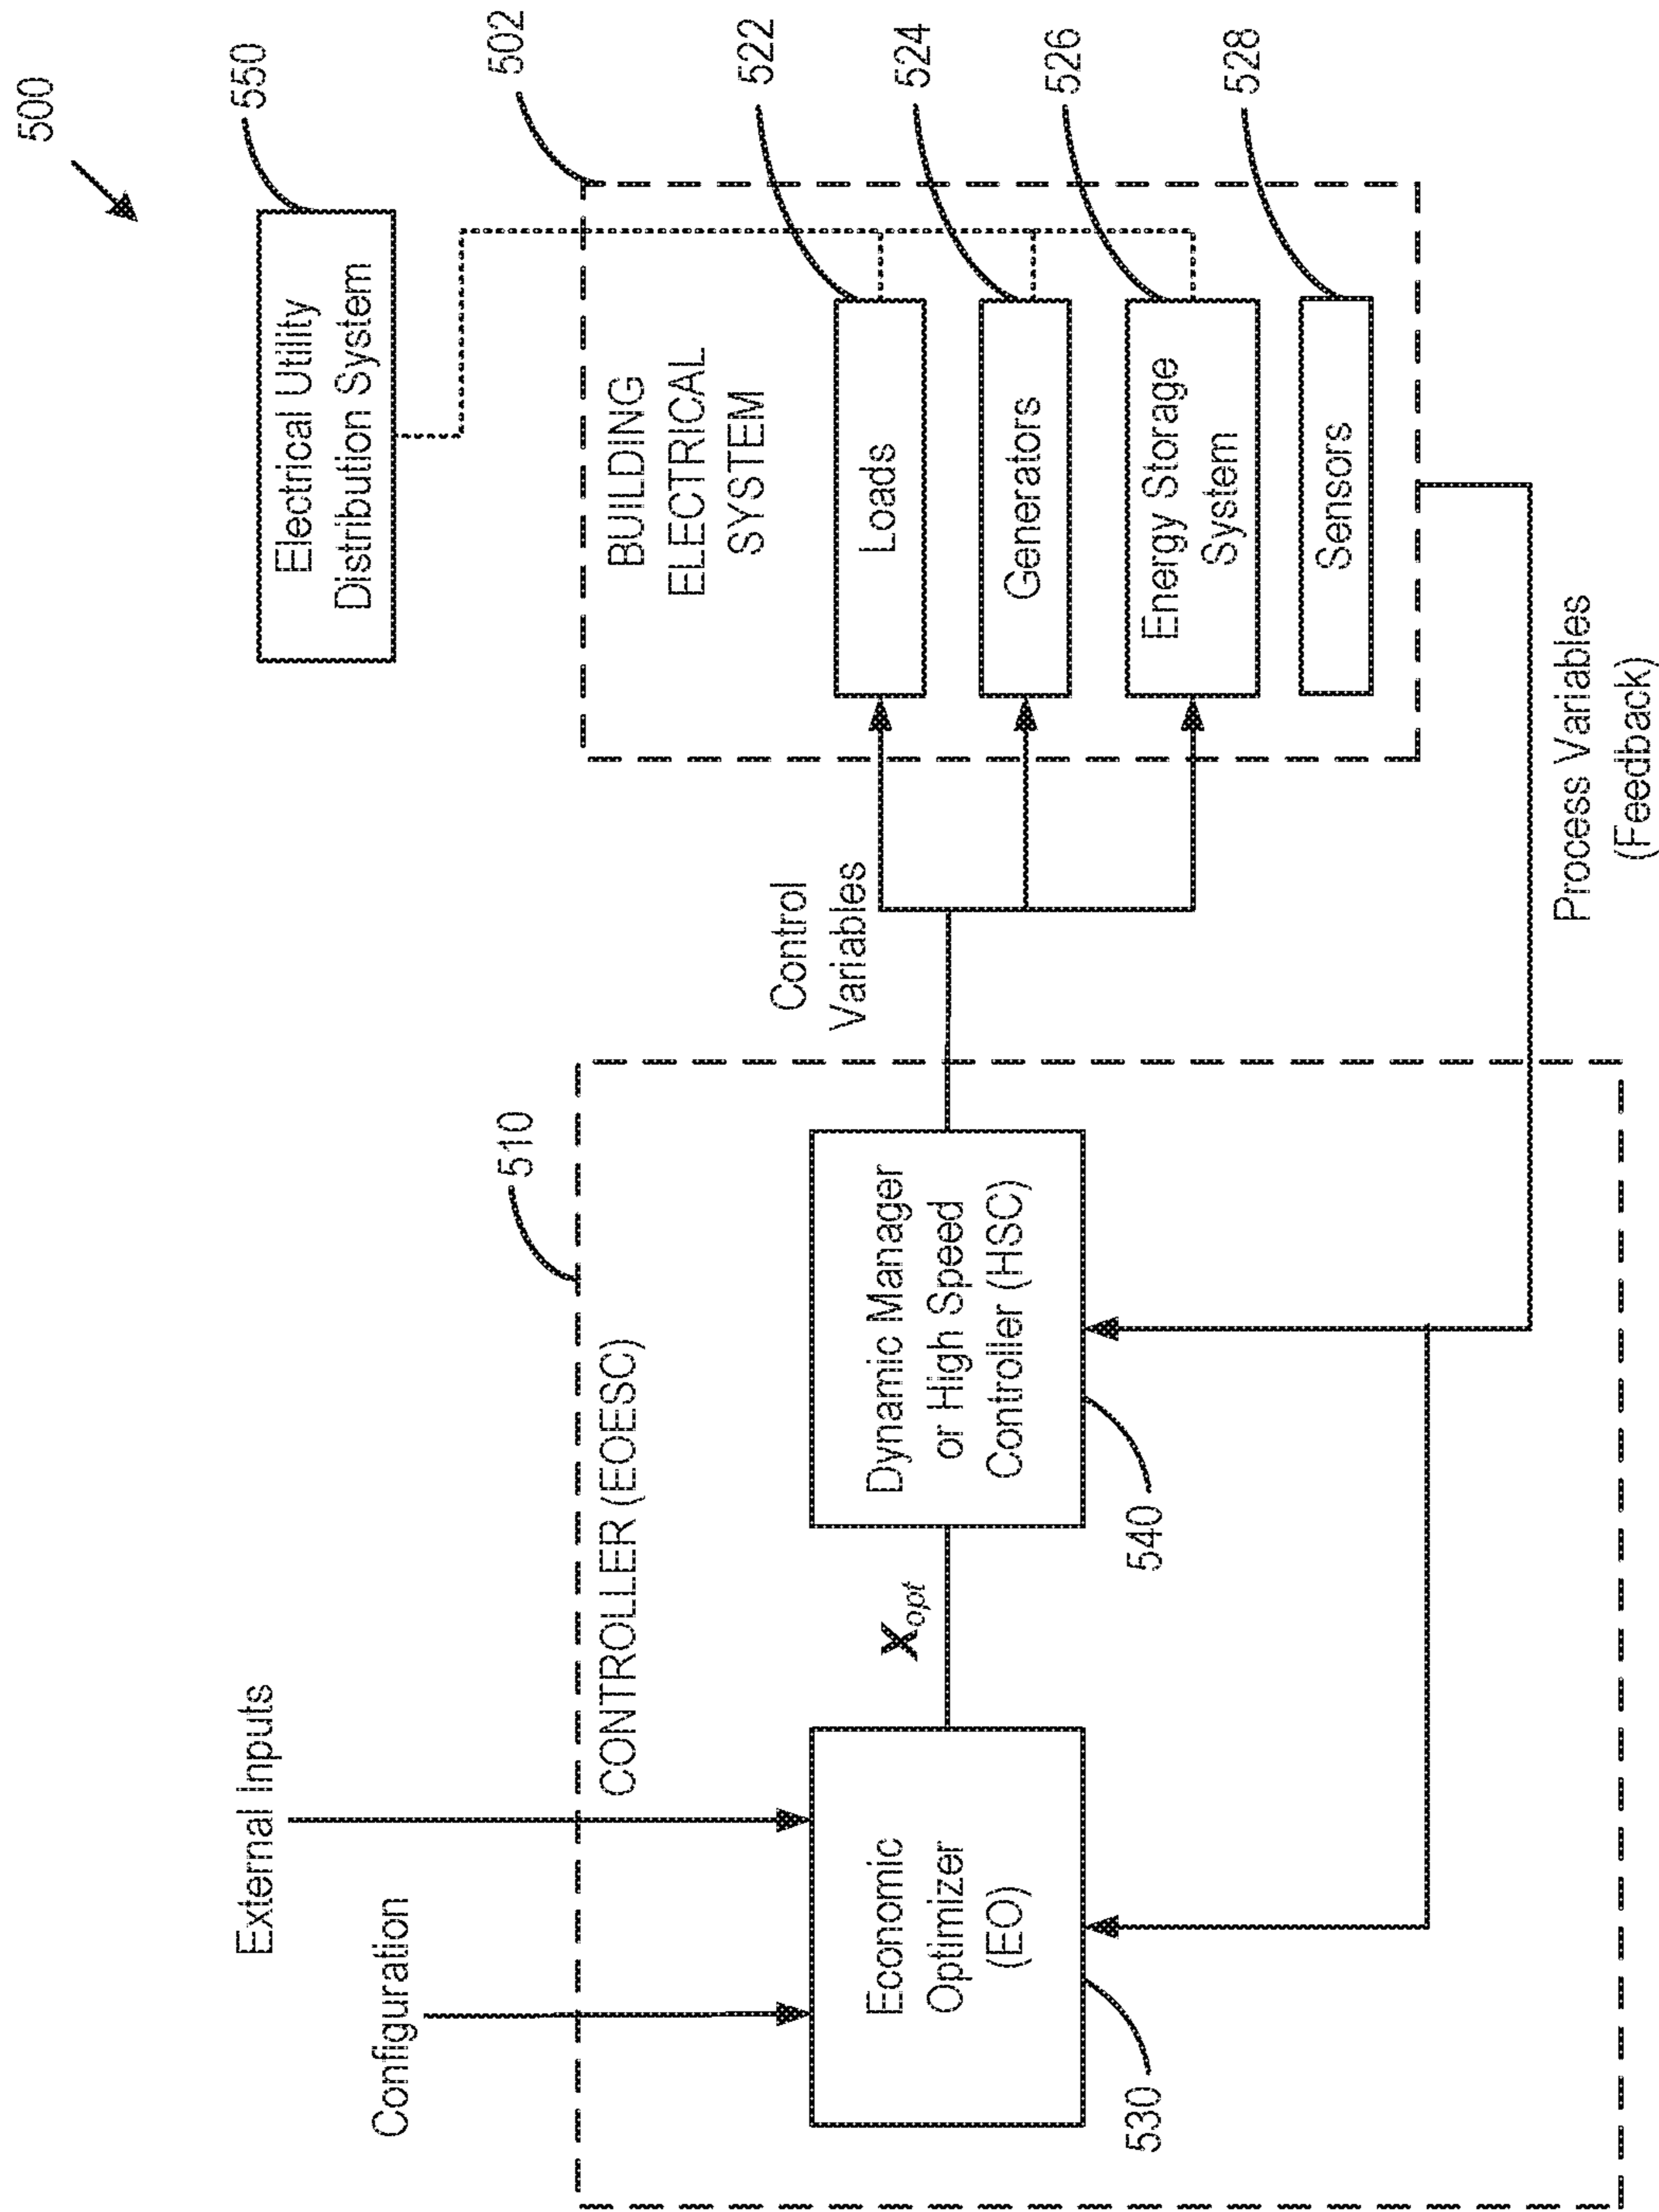 500
External Inputs
Configuration
CONTROLLER (EOESC)
510
Economic
Optimizer
(EO)
530
X_opt
Dynamic Manager
or High Speed
Controller (HSC)
540
Control
Variables
Electrical Utility
Distribution System
550
BUILDING
ELECTRICAL
SYSTEM
502
Loads
522
Generators
524
Energy Storage
System
526
Sensors
528
Process Variables
(Feedback)